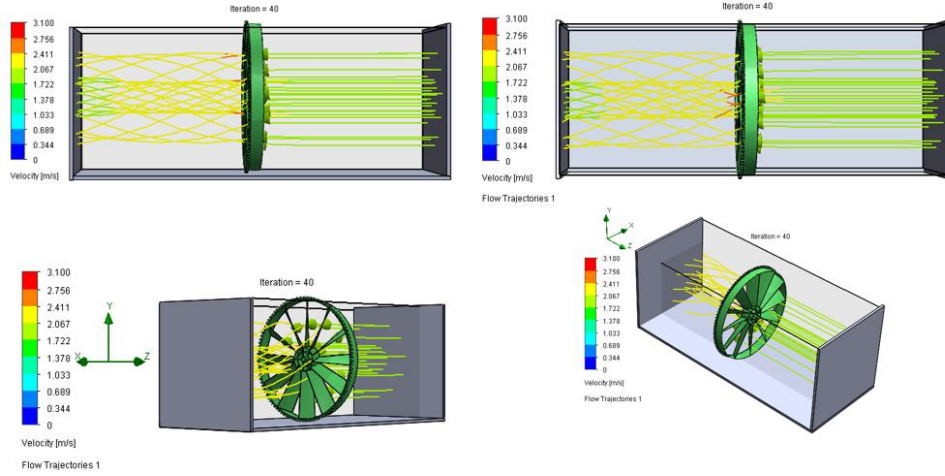 Iteration = 40
3.100
2.756
2.411
2.067
1.722
1.378
1.033
0.689
0.344
0
Velocity [m/s]
Iteration = 40
3.100
2.756
2.411
2.067
1.722
1.378
1.033
0.689
0.344
0
Velocity [m/s]
Flow Trajectories 1
Iteration = 40
3.100
2.756
2.411
2.067
1.722
1.378
1.033
0.689
0.344
0
Y
X
Z
Velocity [m/s]
Flow Trajectories 1
Y
X
Z
Iteration = 40
3.100
2.756
2.411
2.067
1.722
1.378
1.033
0.689
0.344
0
Velocity [m/s]
Flow Trajectories 1